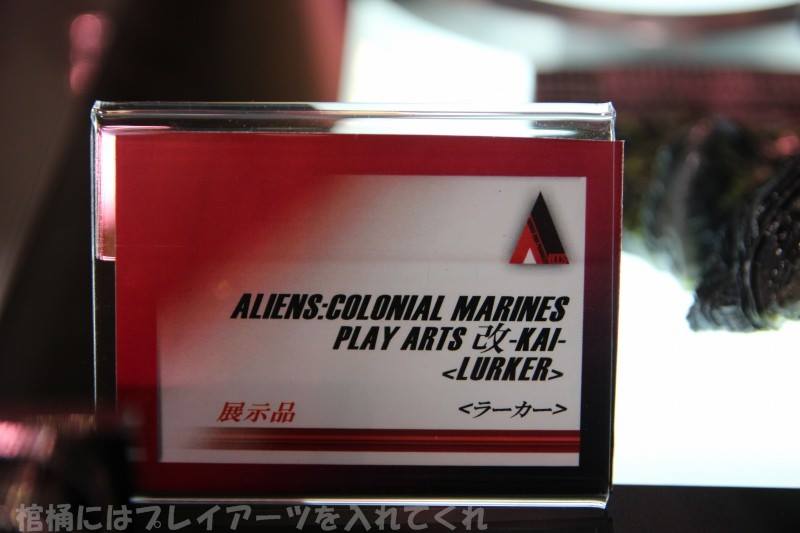 ALIENS:COLONIAL MARINES
PLAY ARTS 改-KAI-
<LURKER>
展示品 <ラーカー>
棺桶にはプレイアーツを入れてくれ